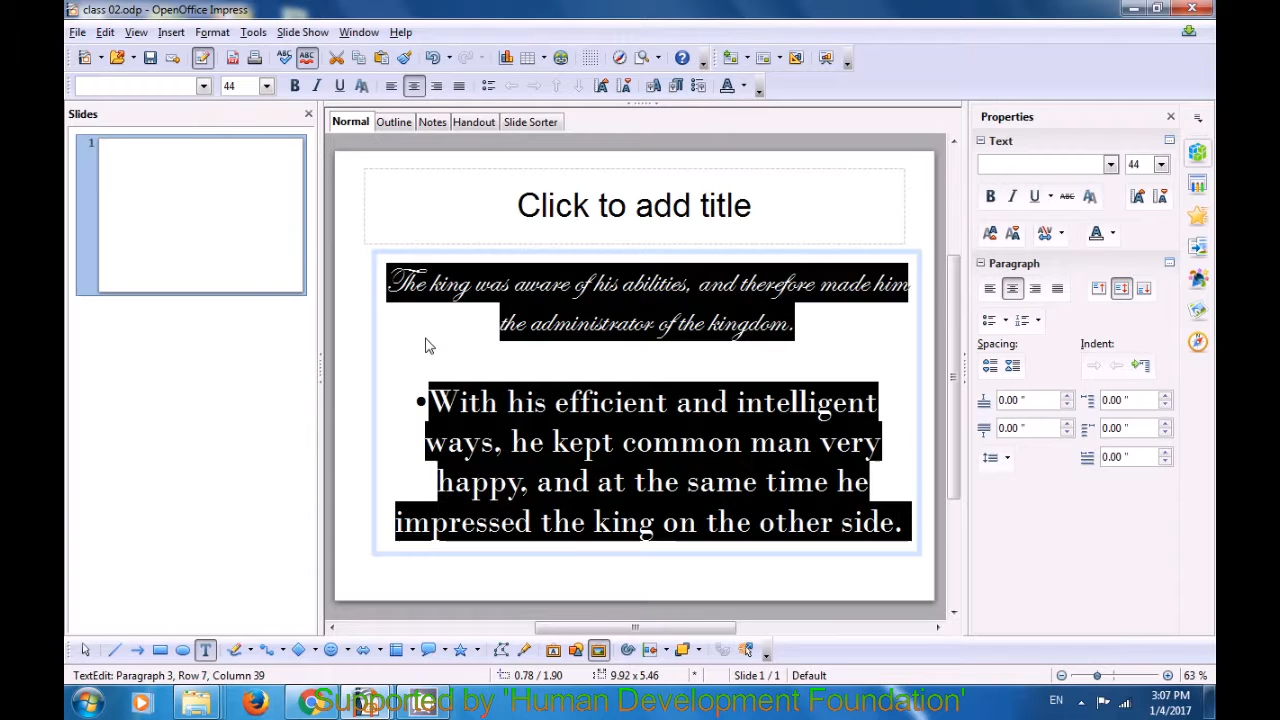 class 02.odp - OpenOffice Impress
File Edit View Insert Format Tools Slide Show Window Help
44
Slides
Normal Outline Notes Handout Slide Sorter
Properties
1
Text
44
Click to add title
The king was aware of his abilities, and therefore made him
the administrator of the kingdom.
Paragraph
•With his efficient and intelligent
ways, he kept common man very
happy, and at the same time he
impressed the king on the other side.
Spacing: Indent:
0.00 " 0.00 "
0.00 " 0.00 "
0.00 "
TextEdit: Paragraph 3, Row 7, Column 39 0.78 / 1.90 9.92 x 5.46 * Slide 1 / 1 Default 63 %
Supported by 'Human Development Foundation'
EN 3:07 PM
1/4/2017